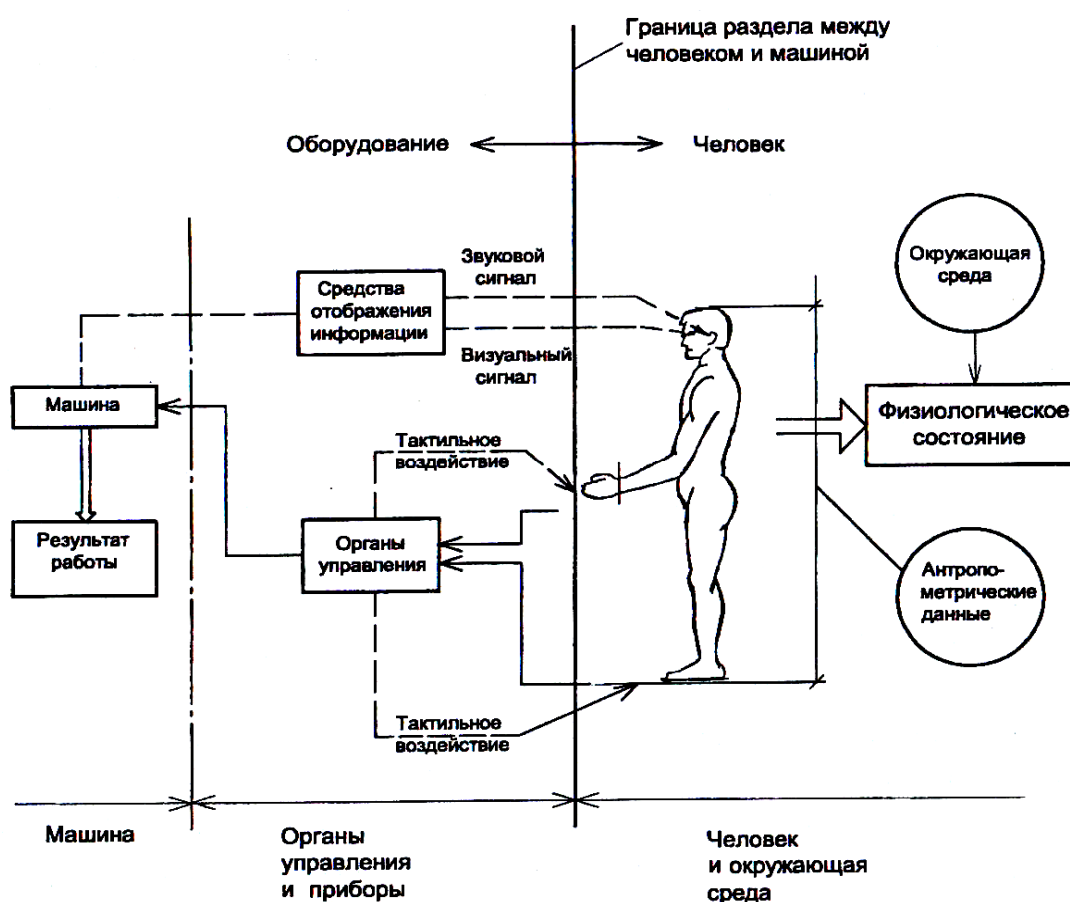 Граница раздела между
человеком и машиной
Оборудование
Человек
Окружающая
среда
Звуковой
сигнал
Средства
отображения
информации
Визуальный
сигнал
Машина
Физиологическое
состояние
Тактильное
воздействие
Результат
работы
Органы
управления
Антропо-
метрические
данные
Тактильное
воздействие
Машина
Органы
управления
и приборы
Человек
и окружающая
среда